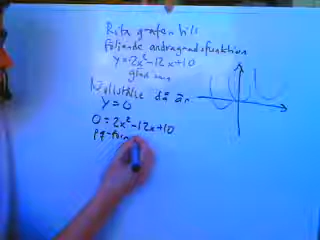 Rita grafen till
följande andragradsfunktion
y=2x²-12x+10
glad mun
Nollställe då är
y=0
0=2x²-12x+10
pq-for